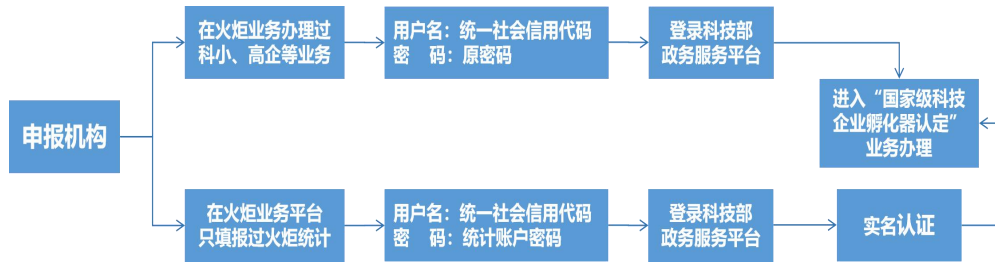 申报机构
在火炬业务办理过
科小、高企等业务
用户名：统一社会信用代码
密　码：原密码
登录科技部
政务服务平台
进入“国家级科技
企业孵化器认定”
业务办理
在火炬业务平台
只填报过火炬统计
用户名：统一社会信用代码
密　码：统计账户密码
登录科技部
政务服务平台
实名认证